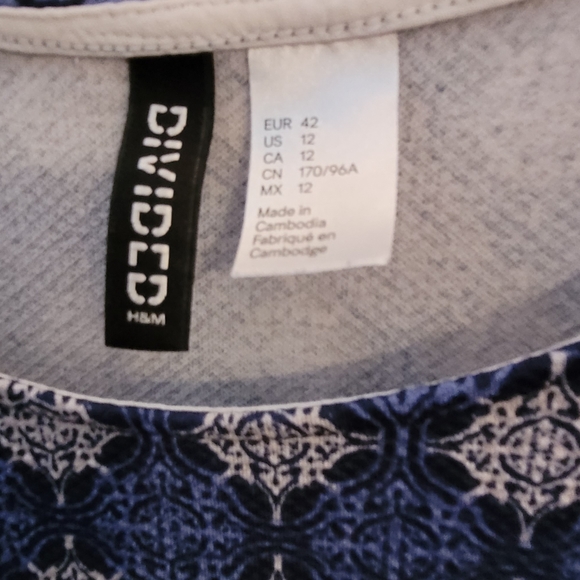 DIVIDED
H&M
EUR 42
US 12
CA 12
CN 170/96A
MX 12
Made in
Cambodia
Fabriqué en
Cambodge